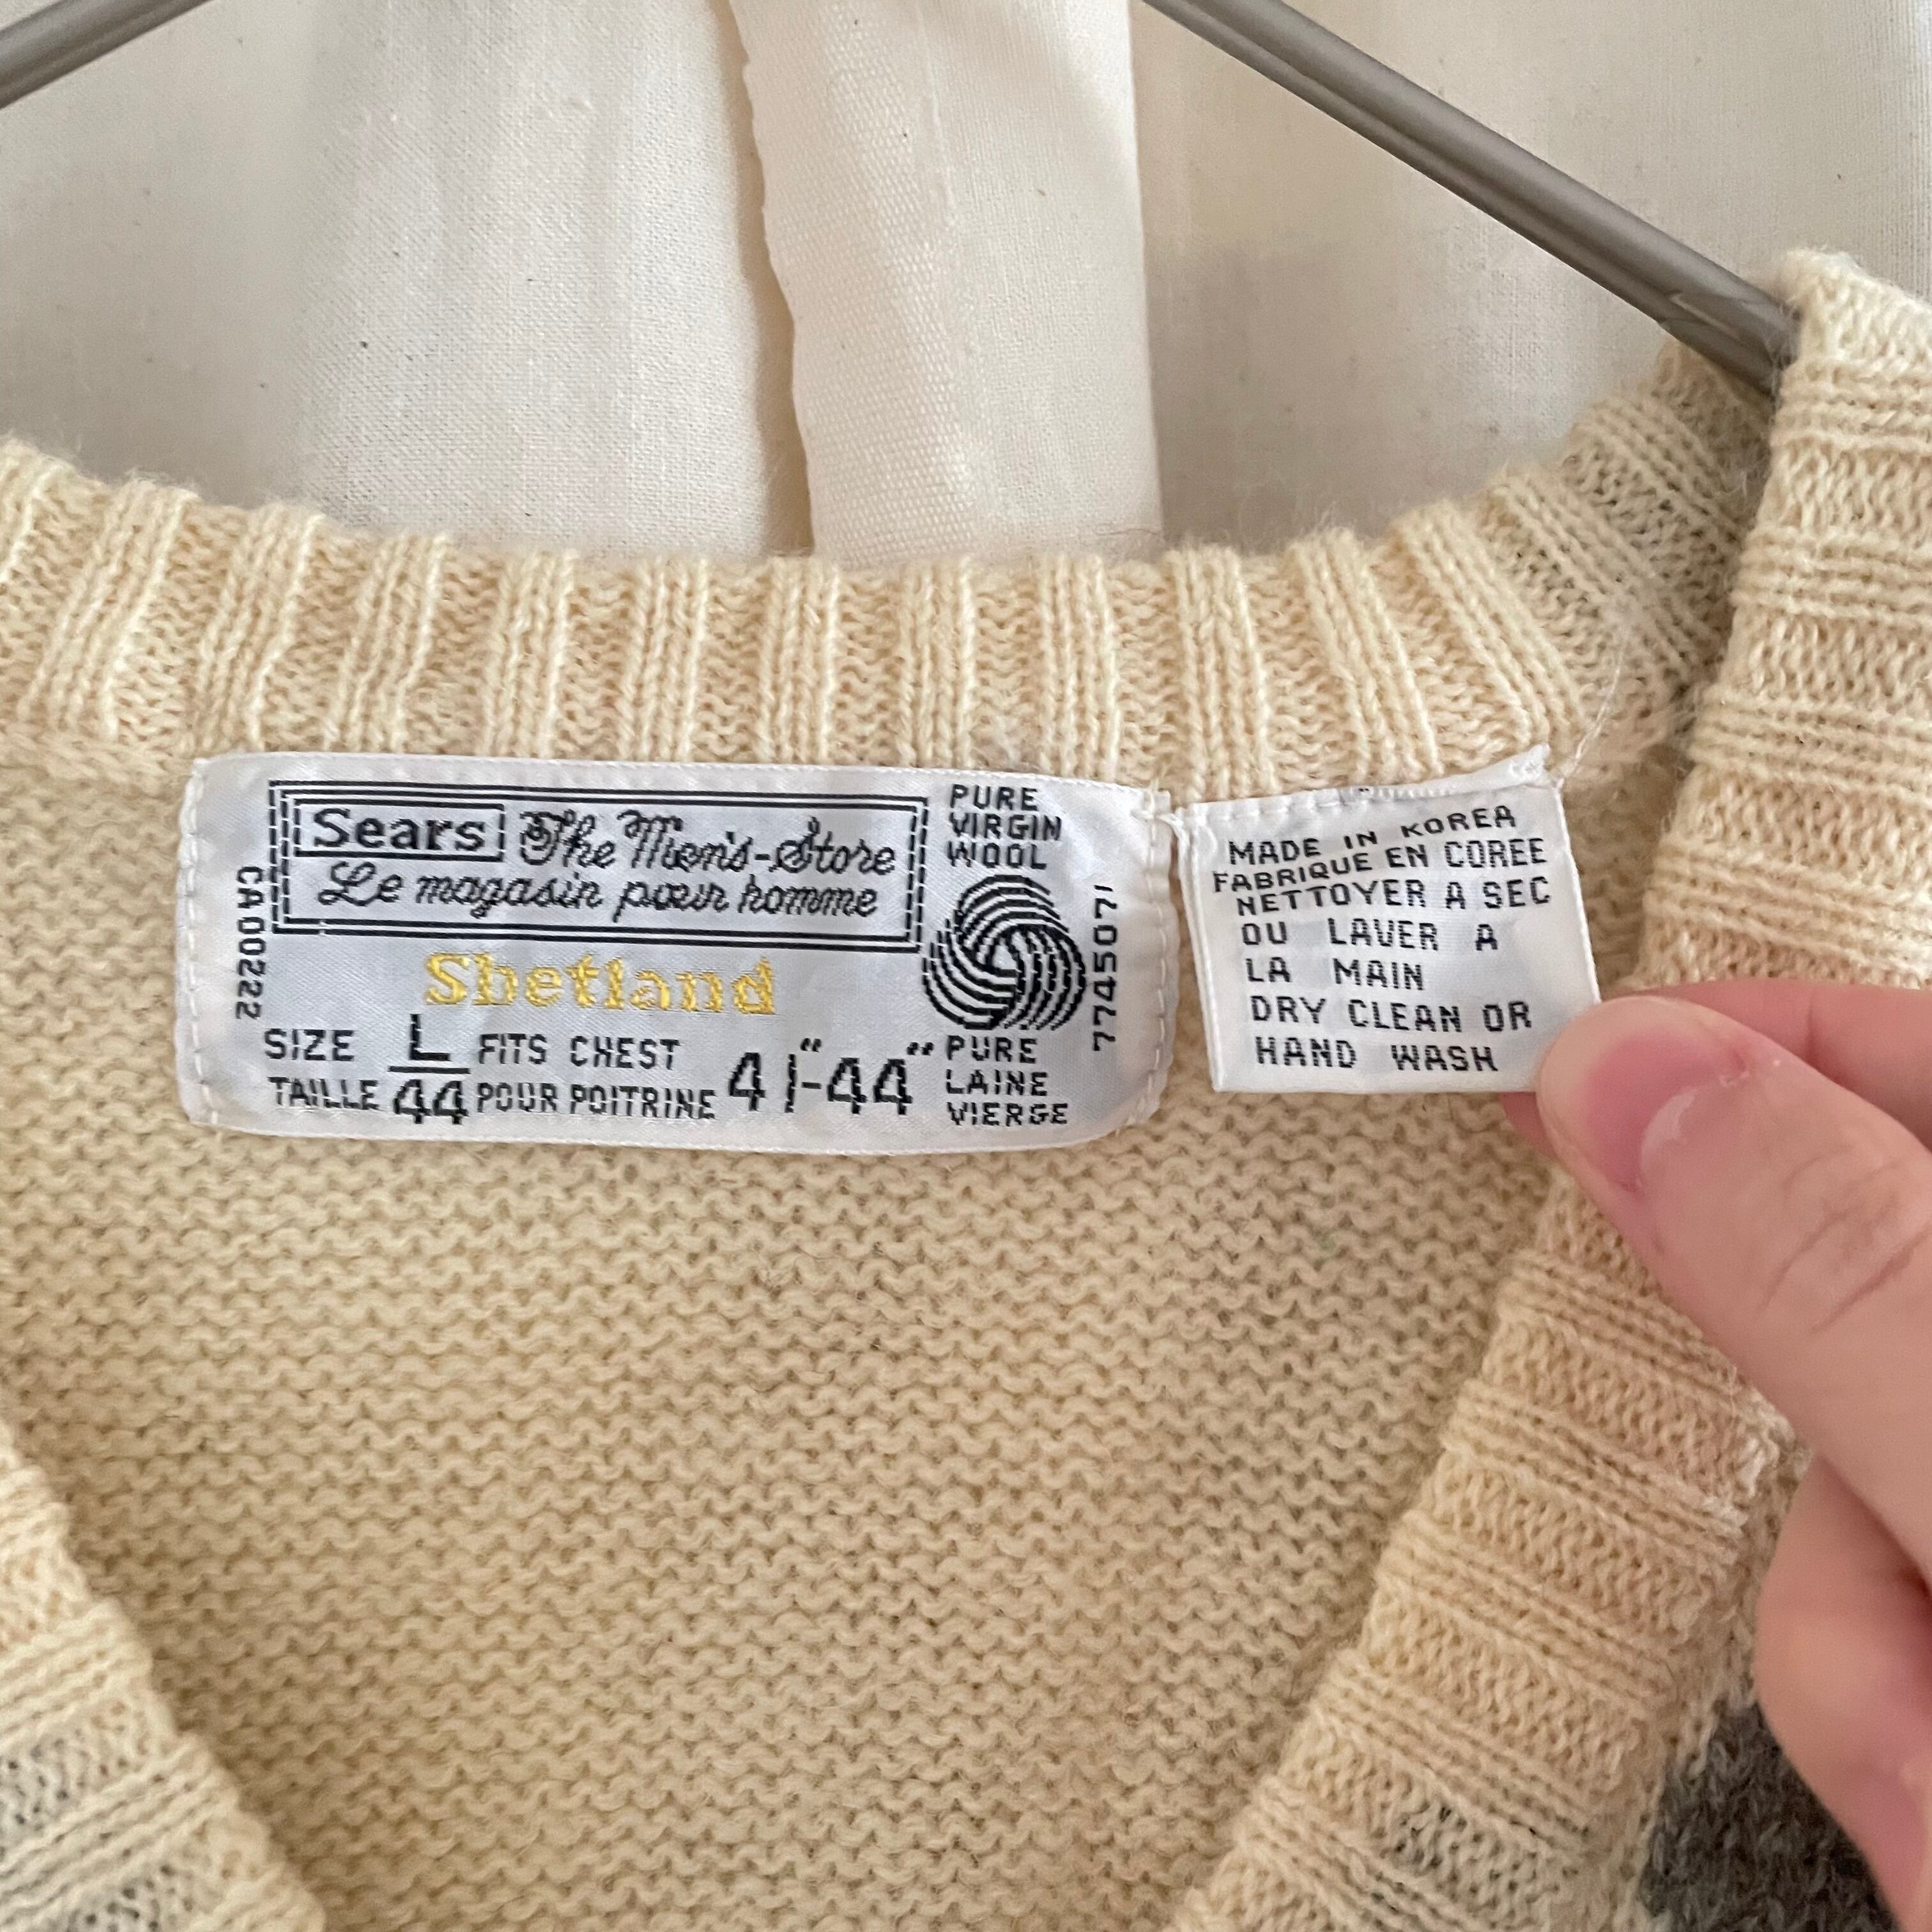 Sears The Men's-Store
Le magasin pour homme
CA00222
Shetland
SIZE L FITS CHEST
TAILLE 44 POUR POITRINE 41"-44"
PURE
VIRGIN
WOOL
7745071
PURE
LAINE
VIERGE
MADE IN KOREA
FABRIQUE EN COREE
NETTOYER A SEC
OU LAVER A
LA MAIN
DRY CLEAN OR
HAND WASH